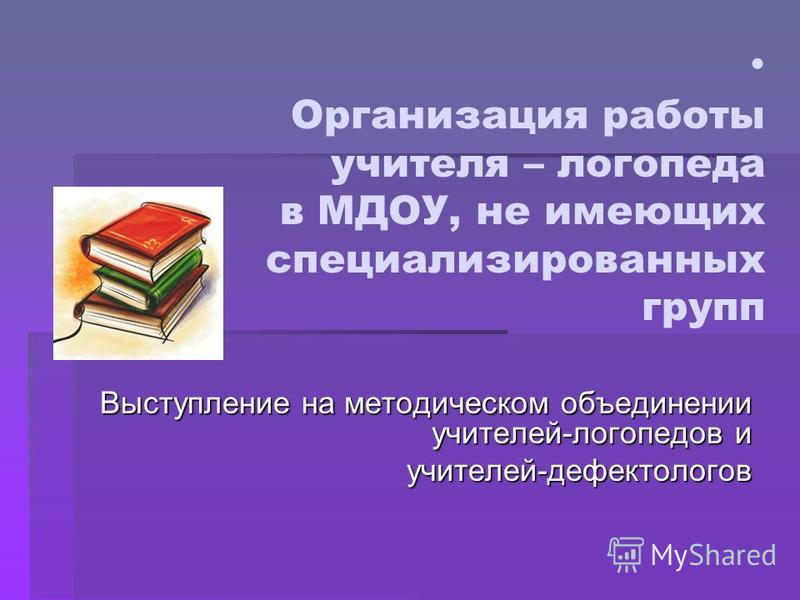 •
Организация работы
учителя – логопеда
в МДОУ, не имеющих
специализированных
групп
Выступление на методическом объединении
учителей-логопедов и
учителей-дефектологов
MyShared